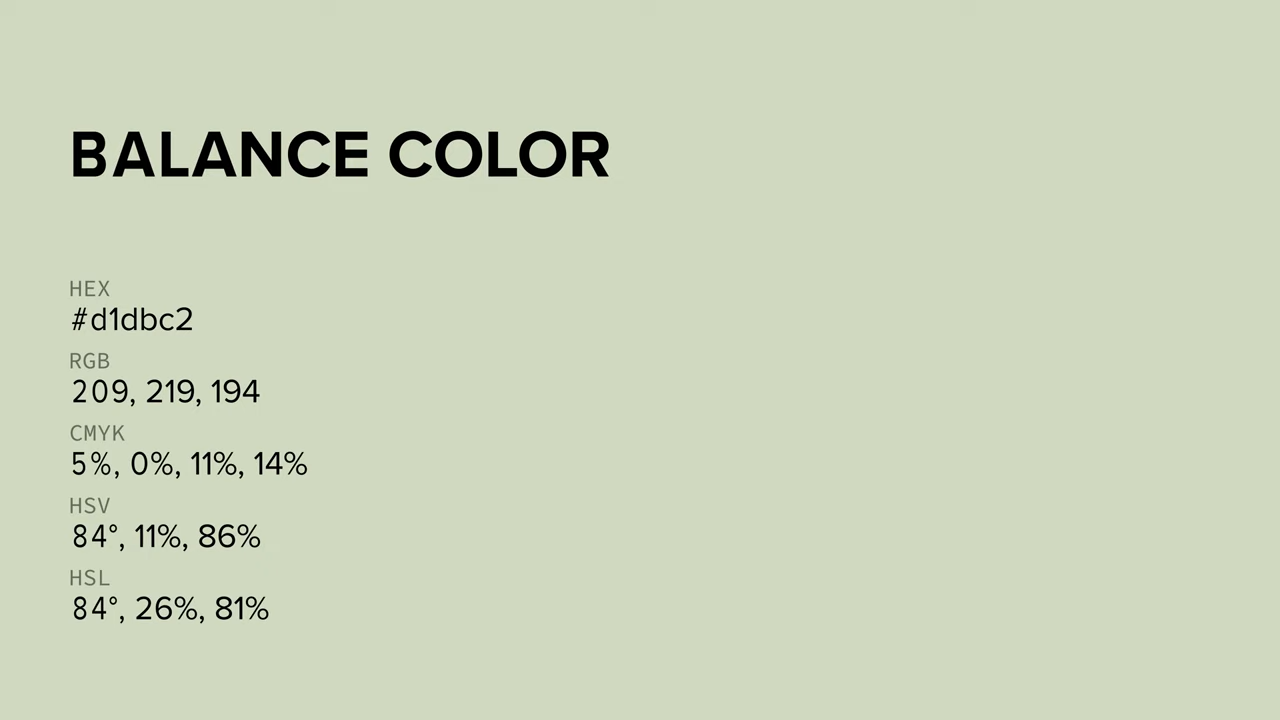 BALANCE COLOR
HEX
#d1dbc2
RGB
209, 219, 194
CMYK
5%, 0%, 11%, 14%
HSV
84°, 11%, 86%
HSL
84°, 26%, 81%